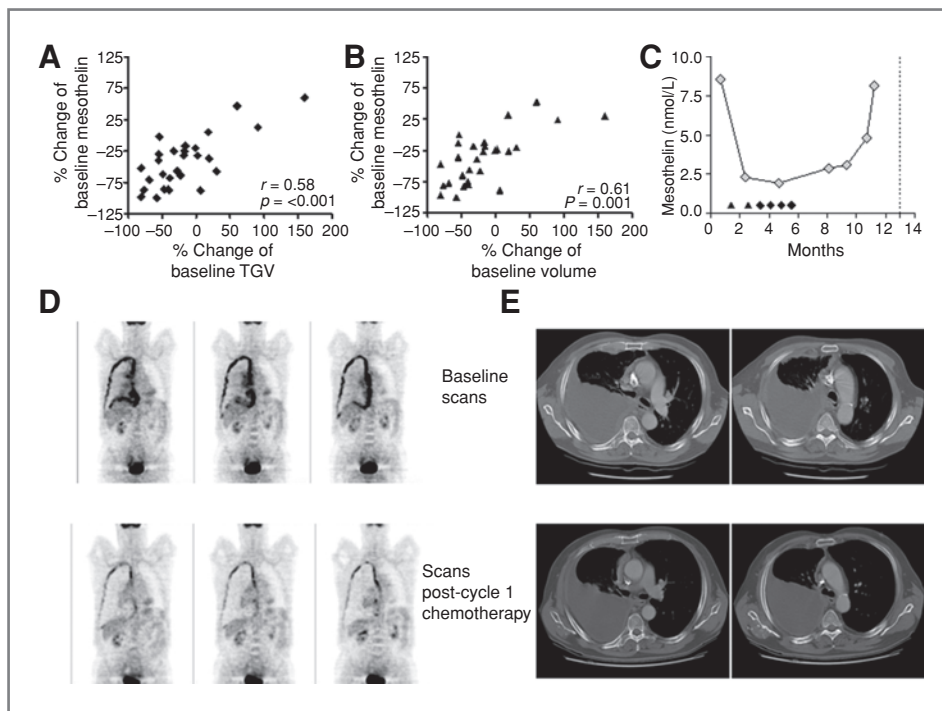 A
125
75
25
−25
−75
−125
% Change of
baseline mesothelin
−100 −50 0 50 100 150 200
% Change of
baseline TGV
r = 0.58
p = <0.001
B
125
75
25
−25
−75
−125
% Change of
baseline mesothelin
−100 −50 0 50 100 150 200
% Change of
baseline volume
r = 0.61
P = 0.001
C
10.0
7.5
5.0
2.5
0.0
Mesothelin (nmol/L)
0 2 4 6 8 10 12 14
Months
D
E
Baseline
scans
Scans
post-cycle 1
chemotherapy